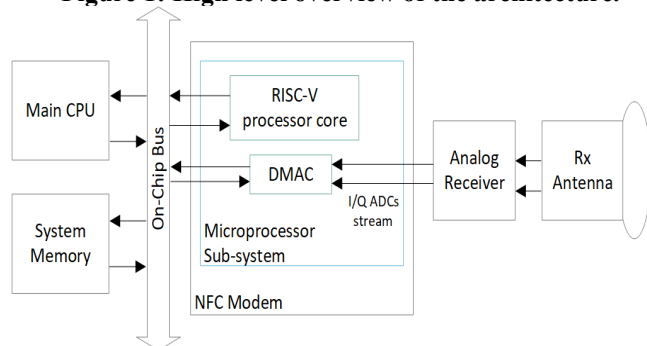 Figure 1: High level overview of the architecture.
Main CPU
System
Memory
On-Chip Bus
RISC-V
processor core
DMAC
I/Q ADCs
stream
Microprocessor
Sub-system
NFC Modem
Analog
Receiver
Rx
Antenna